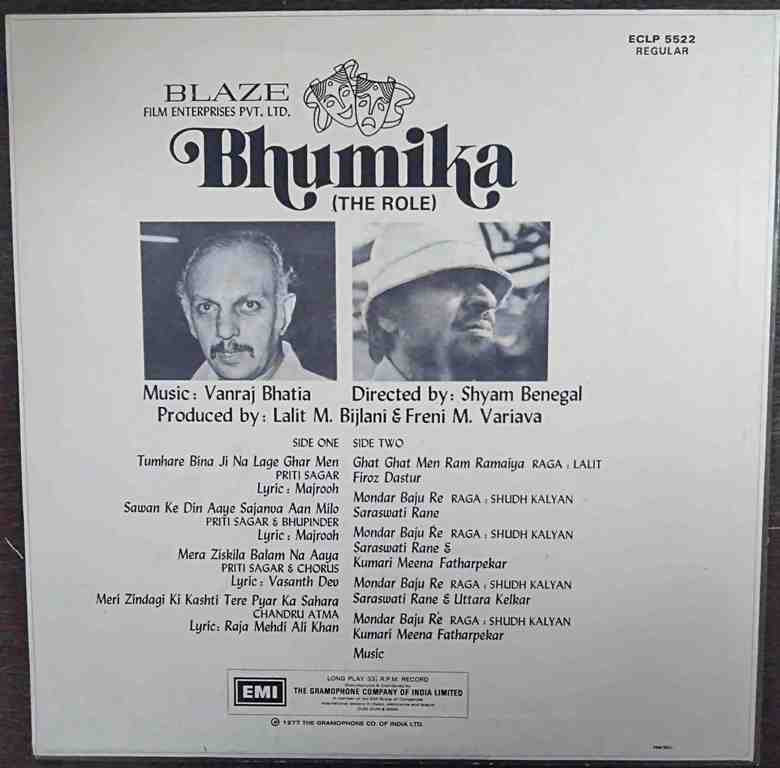 ECLP 5522
REGULAR
BLAZE
FILM ENTERPRISES PVT. LTD.
Bhumika
(THE ROLE)
Music: Vanraj Bhatia
Directed by: Shyam Benegal
Produced by: Lalit M. Bijlani & Freni M. Variava
SIDE ONE
Tumhare Bina Ji Na Lage Ghar Men
PRITI SAGAR
Lyric: Majrooh
Sawan Ke Din Aaye Sajanva Aan Milo
PRITI SAGAR & BHUPINDER
Lyric: Majrooh
Mera Ziskila Balam Na Aaya
PRITI SAGAR & CHORUS
Lyric: Vasanth Dev
Meri Zindagi Ki Kashti Tere Pyar Ka Sahara
CHANDRU ATMA
Lyric: Raja Mehdi Ali Khan
SIDE TWO
Ghat Ghat Men Ram Ramaiya RAGA: LALIT
Firoz Dastur
Mondar Baju Re RAGA: SHUDH KALYAN
Saraswati Rane
Mondar Baju Re RAGA: SHUDH KALYAN
Saraswati Rane &
Kumari Meena Fatharpekar
Mondar Baju Re RAGA: SHUDH KALYAN
Saraswati Rane & Uttara Kelkar
Mondar Baju Re RAGA: SHUDH KALYAN
Kumari Meena Fatharpekar
Music
EMI
LONG PLAY 33⅓ R.P.M. RECORD
Manufactured & Distributed by
THE GRAMOPHONE COMPANY OF INDIA LIMITED
℗ 1977 THE GRAMOPHONE CO. OF INDIA LTD.